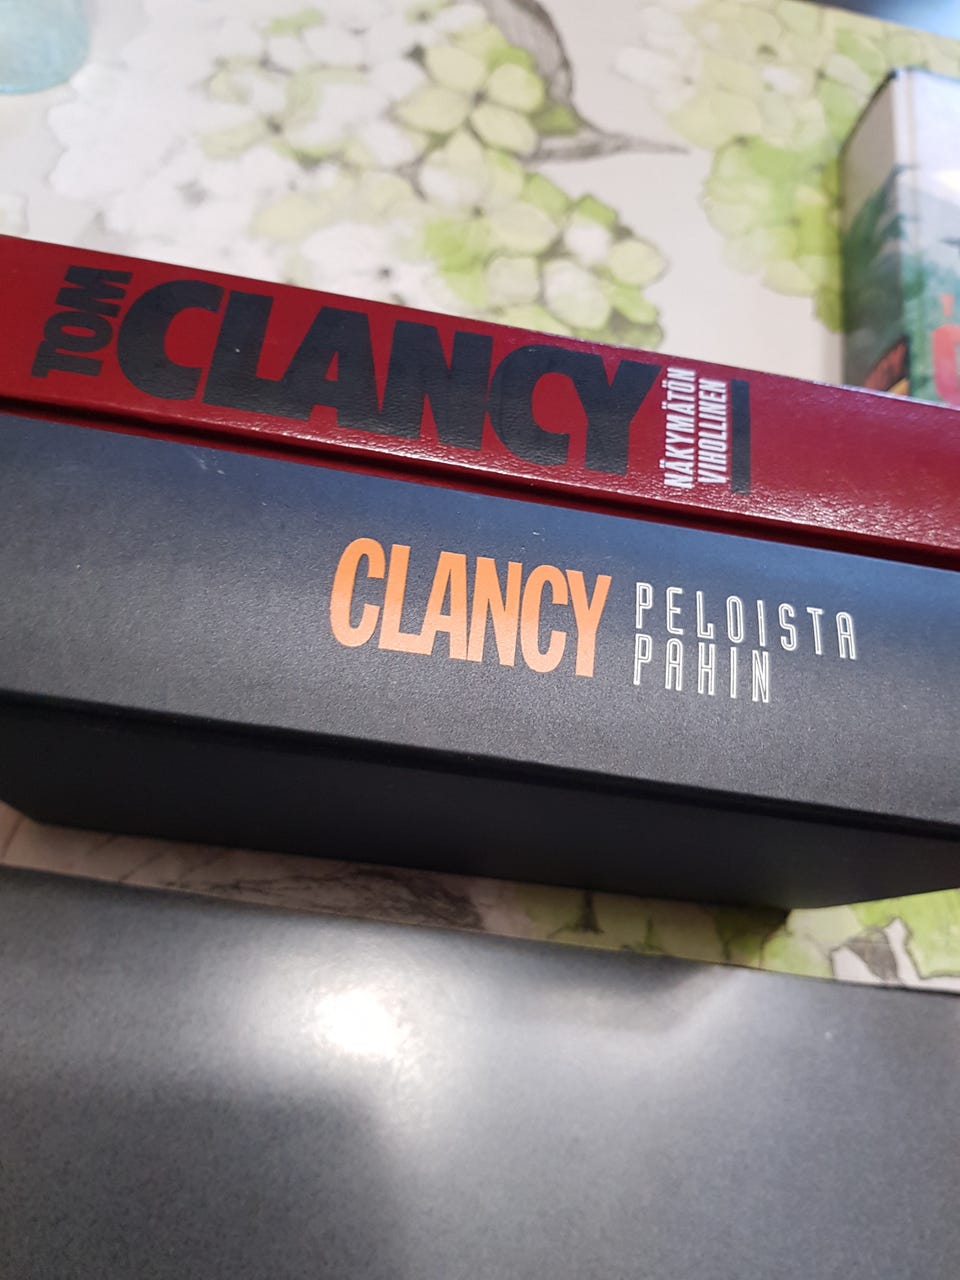 TOM
CLANCY
NÄKYMÄTÖN
VIHOLLINEN
CLANCY
PELOISTA
PAHIN